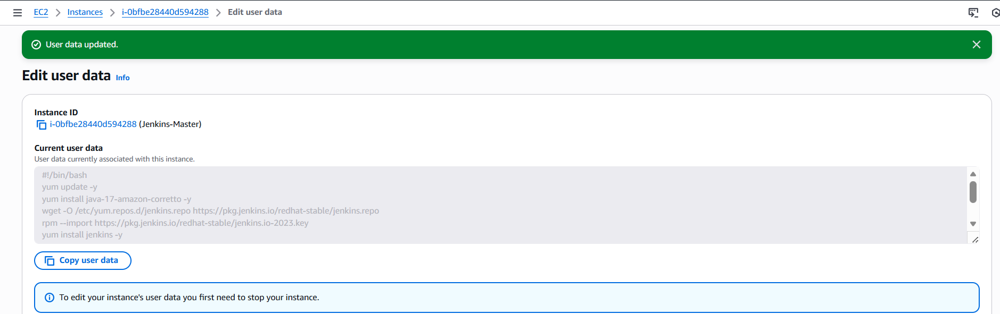 EC2 > Instances > i-0bfbe28440d594288 > Edit user data
User data updated.
Edit user data Info
Instance ID
i-0bfbe28440d594288 (Jenkins-Master)
Current user data
User data currently associated with this instance.
#!/bin/bash
yum update -y
yum install java-17-amazon-corretto -y
wget -O /etc/yum.repos.d/jenkins.repo https://pkg.jenkins.io/redhat-stable/jenkins.repo
rpm --import https://pkg.jenkins.io/redhat-stable/jenkins.io-2023.key
yum install jenkins -y
Copy user data
To edit your instance's user data you first need to stop your instance.